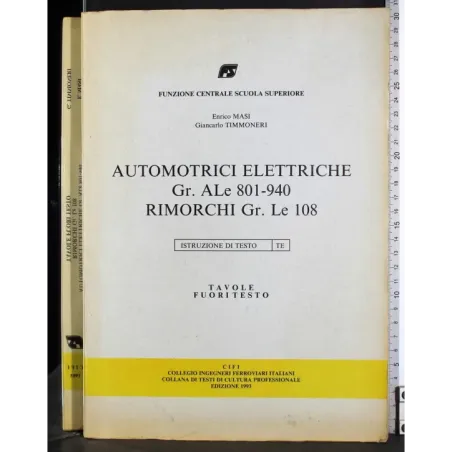 FS
FUNZIONE CENTRALE SCUOLA SUPERIORE
Enrico MASI
Giancarlo TIMMONERI
AUTOMOTRICI ELETTRICHE
Gr. ALe 801-940
RIMORCHI Gr. Le 108
ISTRUZIONE DI TESTO TE
TAVOLE
FUORI TESTO
CIFI
COLLEGIO INGEGNERI FERROVIARI ITALIANI
COLLANA DI TESTI DI CULTURA PROFESSIONALE
EDIZIONE 1993